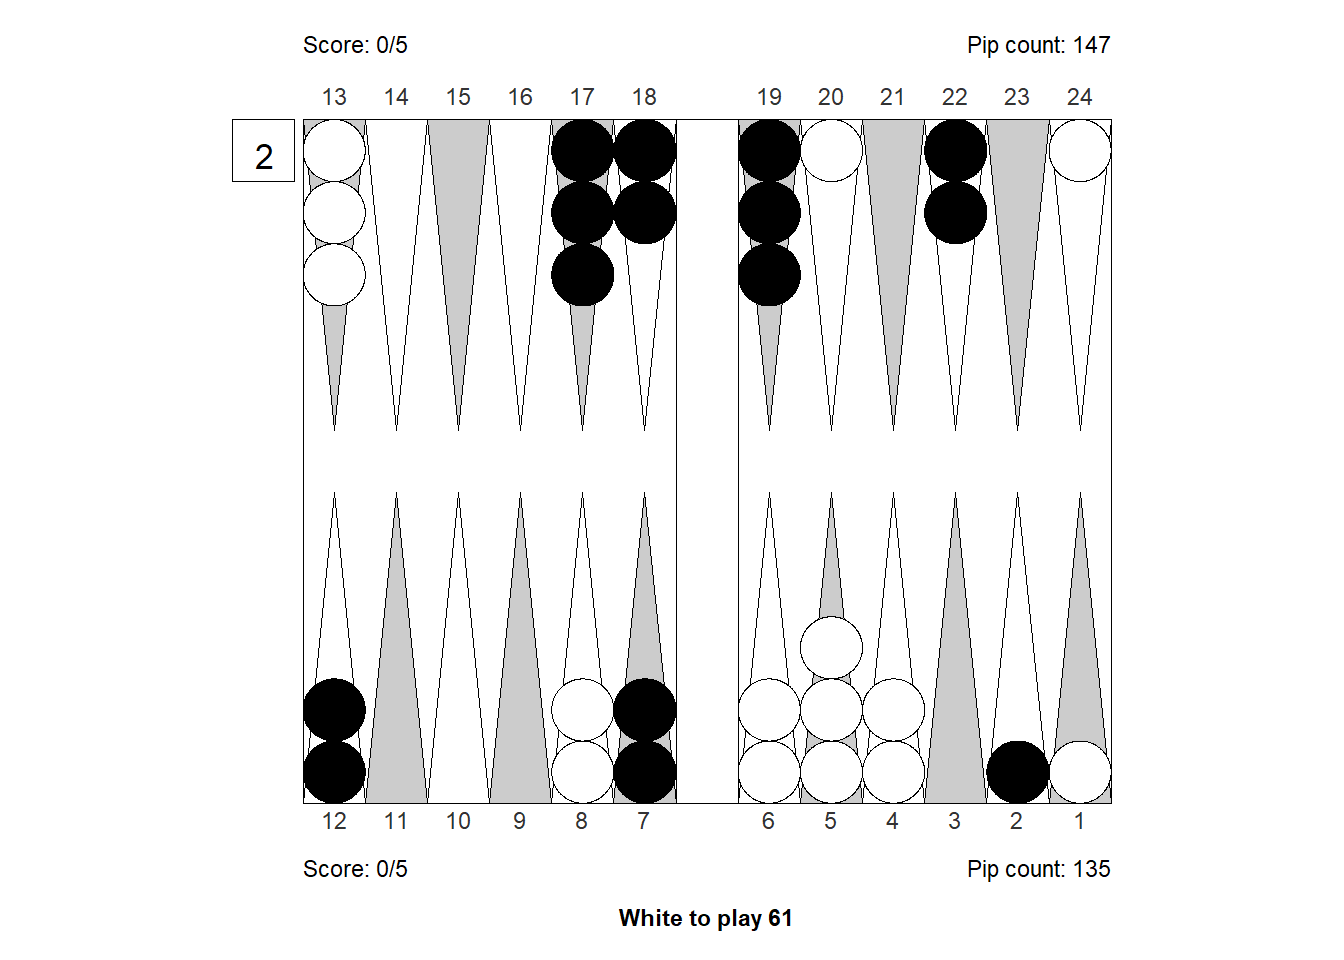 Score: 0/5 Pip count: 147
13 14 15 16 17 18 19 20 21 22 23 24
2
12 11 10 9 8 7 6 5 4 3 2 1
Score: 0/5 Pip count: 135
White to play 61